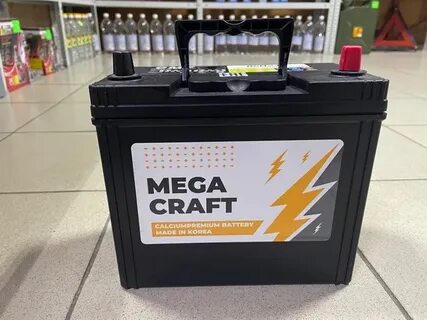 MEGA
CRAFT
CALCIUMPREMIUM BATTERY
MADE IN KOREA